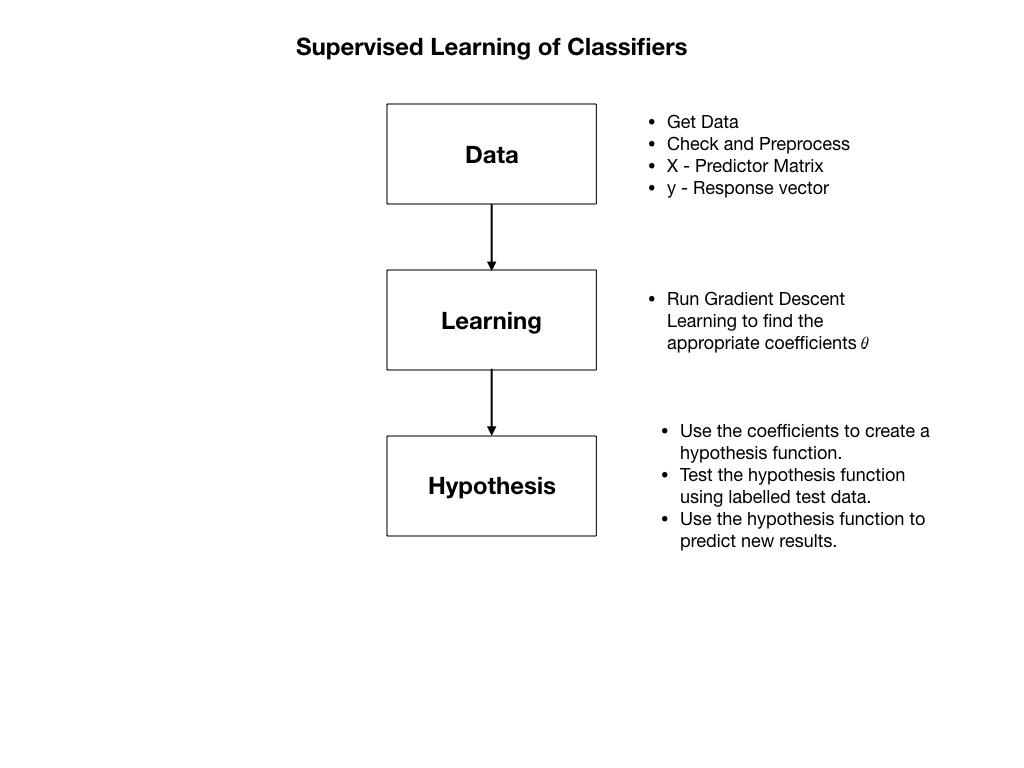 Supervised Learning of Classifiers
Data
• Get Data
• Check and Preprocess
• X - Predictor Matrix
• y - Response vector
Learning
• Run Gradient Descent
Learning to find the
appropriate coefficients θ
Hypothesis
• Use the coefficients to create a
hypothesis function.
• Test the hypothesis function
using labelled test data.
• Use the hypothesis function to
predict new results.